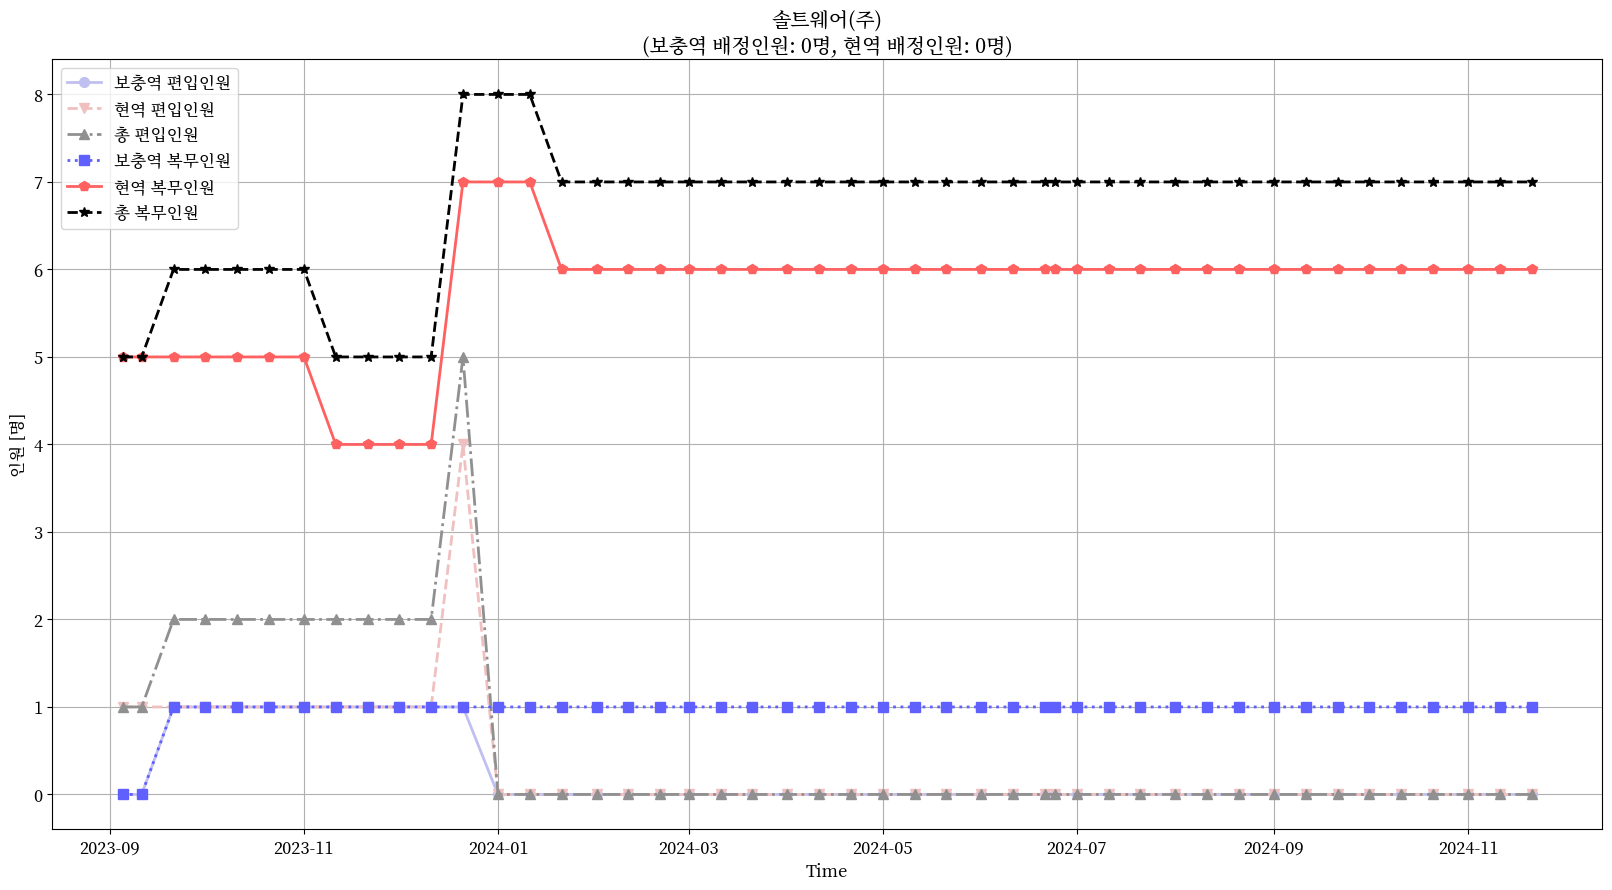 솔트웨어(주)
(보충역 배정인원: 0명, 현역 배정인원: 0명)
보충역 편입인원
현역 편입인원
총 편입인원
보충역 복무인원
현역 복무인원
총 복무인원
인원 [명]
8
7
6
5
4
3
2
1
0
2023-09
2023-11
2024-01
2024-03
2024-05
2024-07
2024-09
2024-11
Time